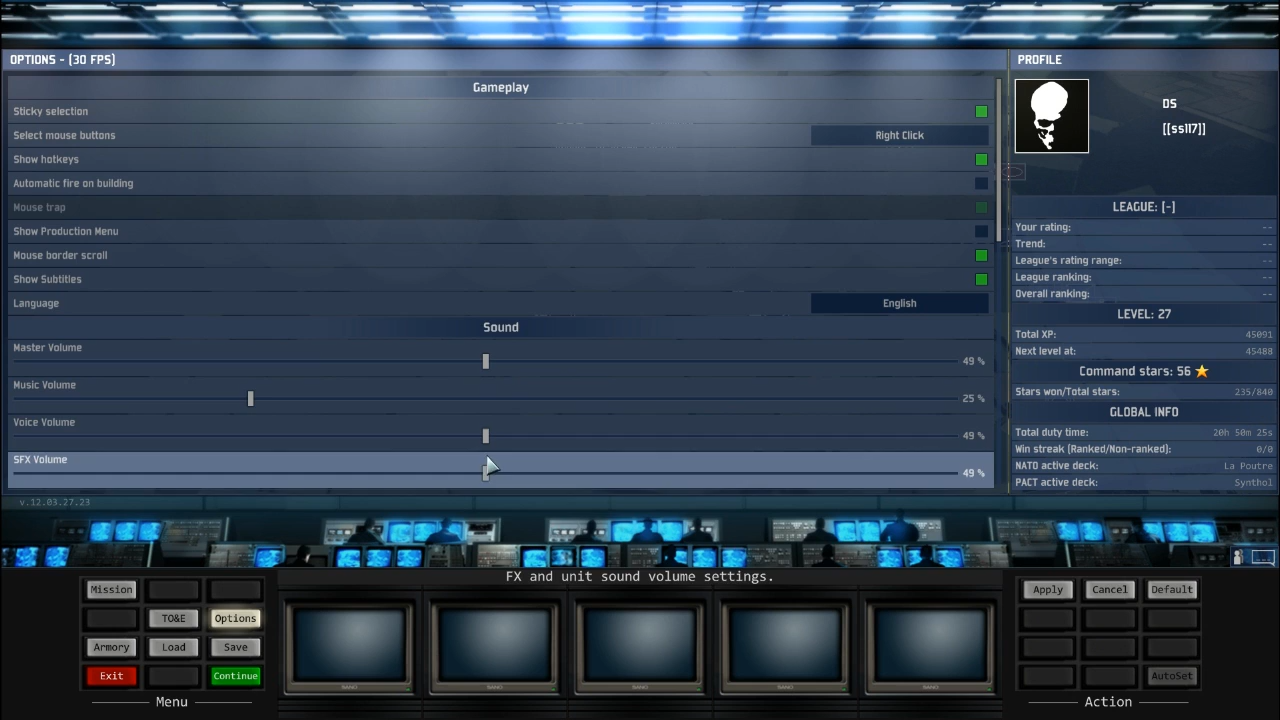 OPTIONS - [30 FPS]
Gameplay
Sticky selection
Select mouse buttons Right Click
Show hotkeys
Automatic fire on building
Mouse trap
Show Production Menu
Mouse border scroll
Show Subtitles
Language English
Sound
Master Volume
49 %
Music Volume
25 %
Voice Volume
49 %
SFX Volume
49 %
PROFILE
DS
[[ss117]]
LEAGUE: [-]
Your rating: --
Trend: --
League's rating range: --
League ranking: --
Overall ranking: --
LEVEL: 27
Total XP: 45091
Next level at: 45488
Command stars: 56
Stars won/Total stars: 235/840
GLOBAL INFO
Total duty time: 20h 50m 25s
Win streak (Ranked/Non-ranked): 0/0
NATO active deck: La Poutre
PACT active deck: Synthol
v.12.03.27.23
FX and unit sound volume settings.
Mission
TO&E Options
Armory Load Save
Exit Continue
Menu
Apply Cancel Default
AutoSet
Action